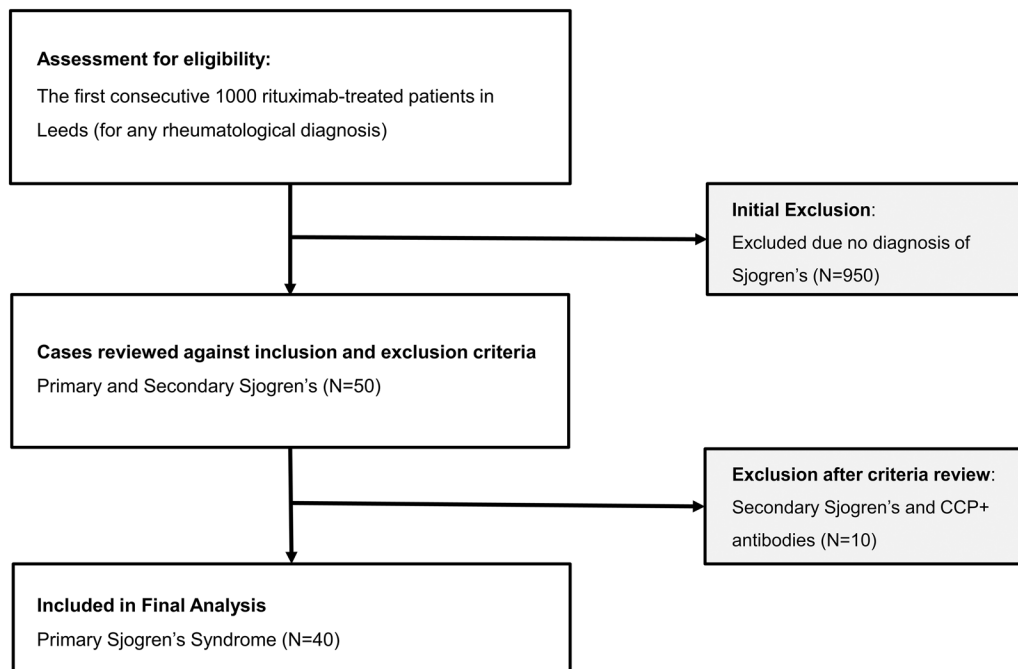 Assessment for eligibility:
The first consecutive 1000 rituximab-treated patients in
Leeds (for any rheumatological diagnosis)
Initial Exclusion:
Excluded due no diagnosis of
Sjogren's (N=950)
Cases reviewed against inclusion and exclusion criteria
Primary and Secondary Sjogren's (N=50)
Exclusion after criteria review:
Secondary Sjogren's and CCP+
antibodies (N=10)
Included in Final Analysis
Primary Sjogren's Syndrome (N=40)